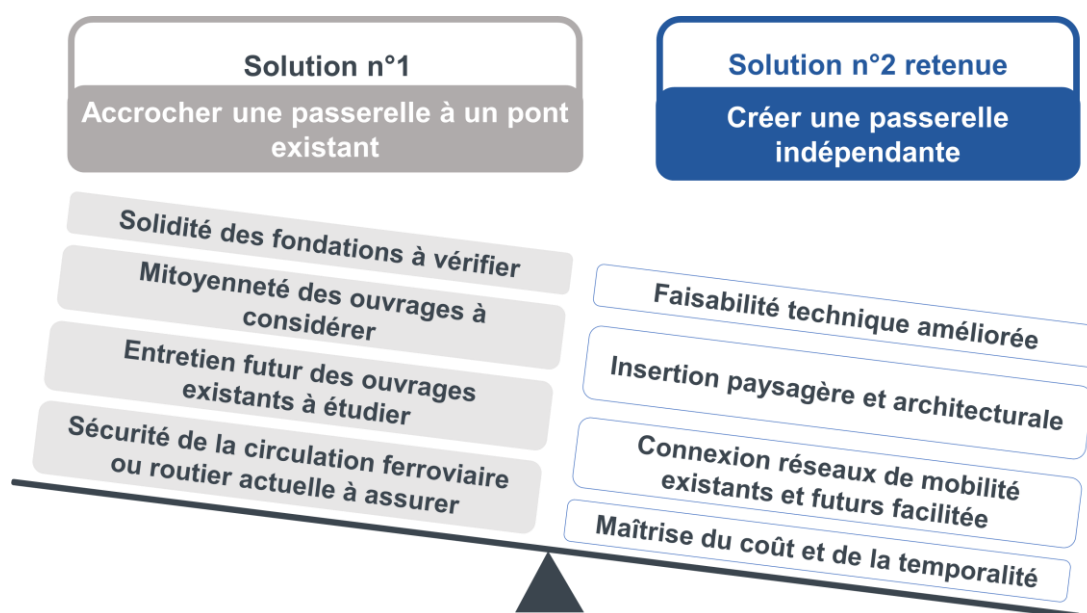 Solution n°1
Accrocher une passerelle à un pont
existant
Solidité des fondations à vérifier
Mitoyenneté des ouvrages à
considérer
Entretien futur des ouvrages
existants à étudier
Sécurité de la circulation ferroviaire
ou routier actuelle à assurer
Solution n°2 retenue
Créer une passerelle
indépendante
Faisabilité technique améliorée
Insertion paysagère et architecturale
Connexion réseaux de mobilité
existants et futurs facilitée
Maîtrise du coût et de la temporalité